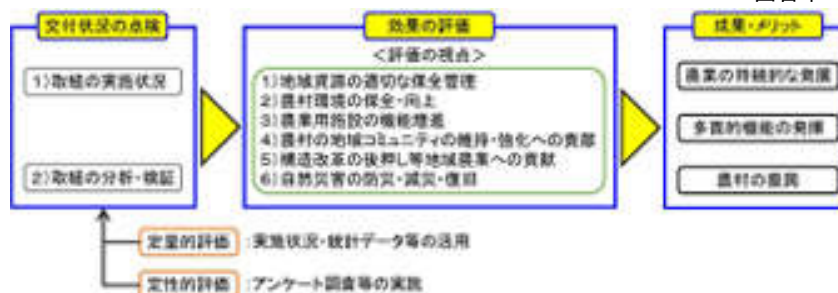 交付状況の点検
1)取組の実施状況
2)取組の分析・検証
効果の評価
＜評価の視点＞
1)地域資源の適切な保全管理
2)農村環境の保全・向上
3)農業用施設の機能増進
4)農村の地域コミュニティの維持・強化への貢献
5)構造改革の後押し等地域農業への貢献
6)自然災害の防災・減災・復旧
成果・メリット
農業の持続的な発展
多面的機能の発揮
農村の振興
定量的評価：実施状況・統計データ等の活用
定性的評価：アンケート調査等の実施